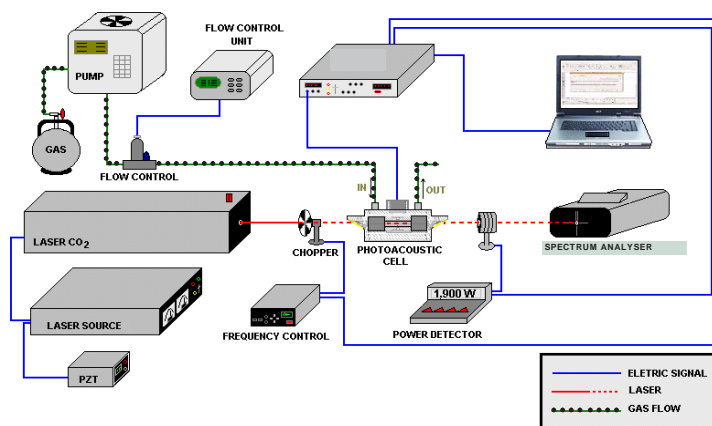 FLOW CONTROL
UNIT
PUMP
GAS
FLOW CONTROL
IN
OUT
LASER CO2
CHOPPER
PHOTOACOUSTIC
CELL
SPECTRUM ANALYSER
LASER SOURCE
FREQUENCY CONTROL
1,900 W
POWER DETECTOR
PZT
ELETRIC SIGNAL
LASER
GAS FLOW